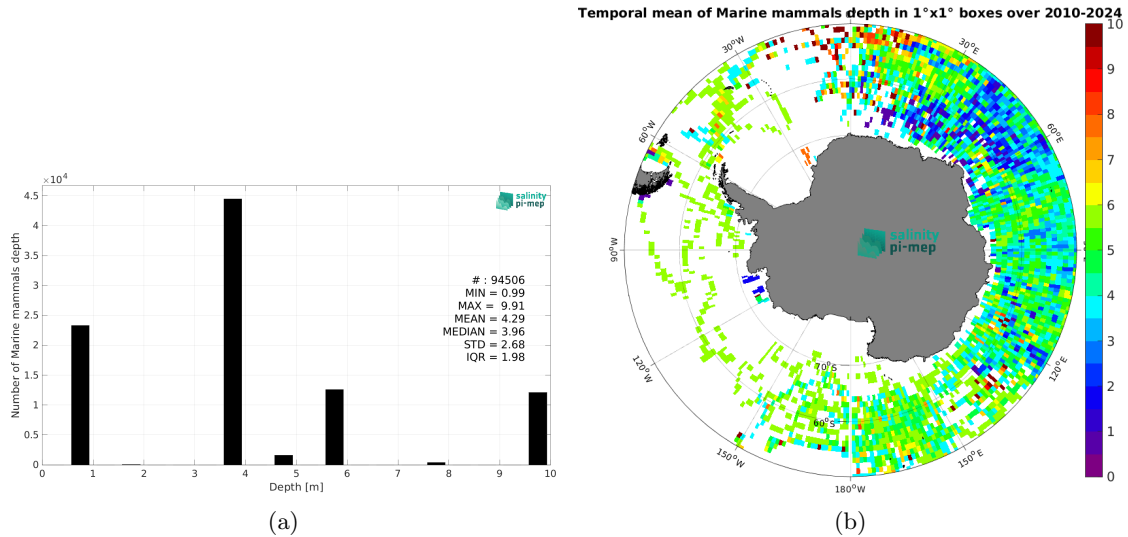 Temporal mean of Marine mammals depth in 1°x1° boxes over 2010-2024
×10⁴
4.5
4
3.5
3
2.5
2
1.5
1
0.5
0
Number of Marine mammals depth
salinity
pi-mep
# : 94506
MIN = 0.99
MAX = 9.91
MEAN = 4.29
MEDIAN = 3.96
STD = 2.68
IQR = 1.98
0 1 2 3 4 5 6 7 8 9 10
Depth [m]
(a)
30°W
30°E
60°W
60°E
90°W
120°W
120°E
150°W
150°E
180°W
70°S
60°S
salinity
pi-mep
10
9
8
7
6
5
4
3
2
1
0
(b)